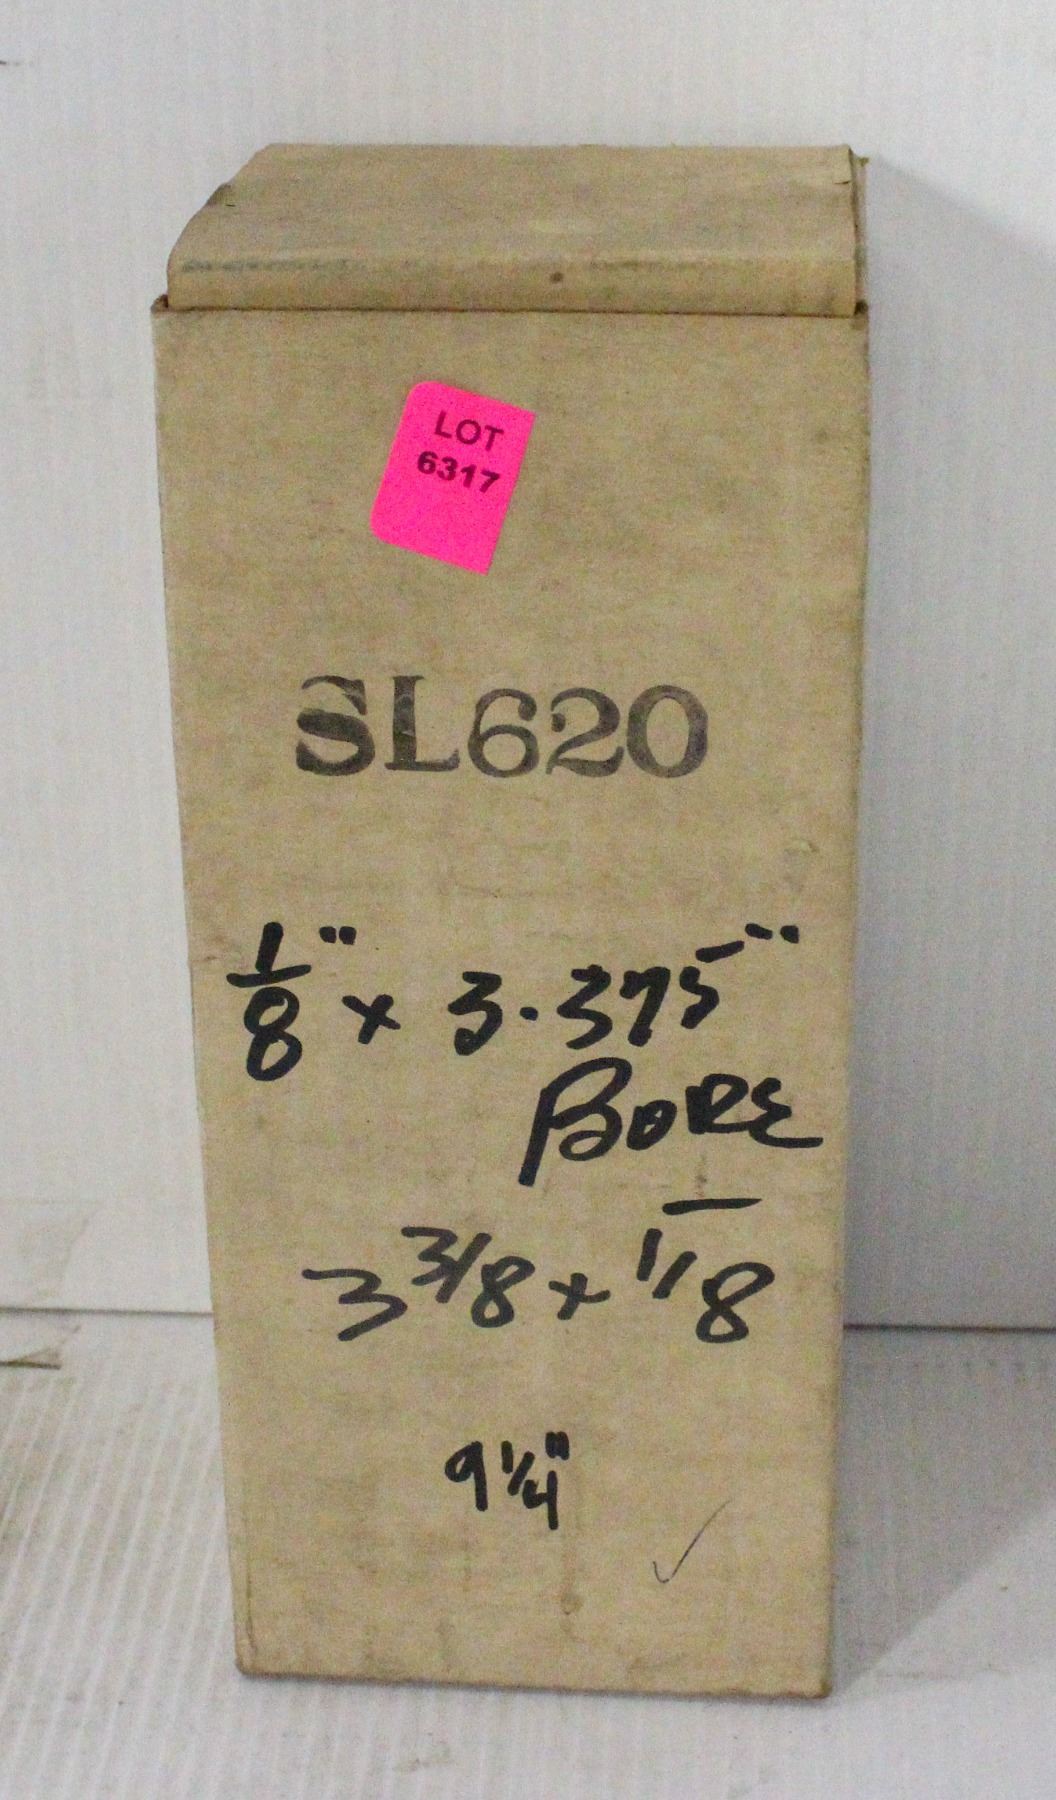 LOT
6317
SL620
1/8" x 3.375"
BORE
3 3/8 x 1/8
9 1/4"